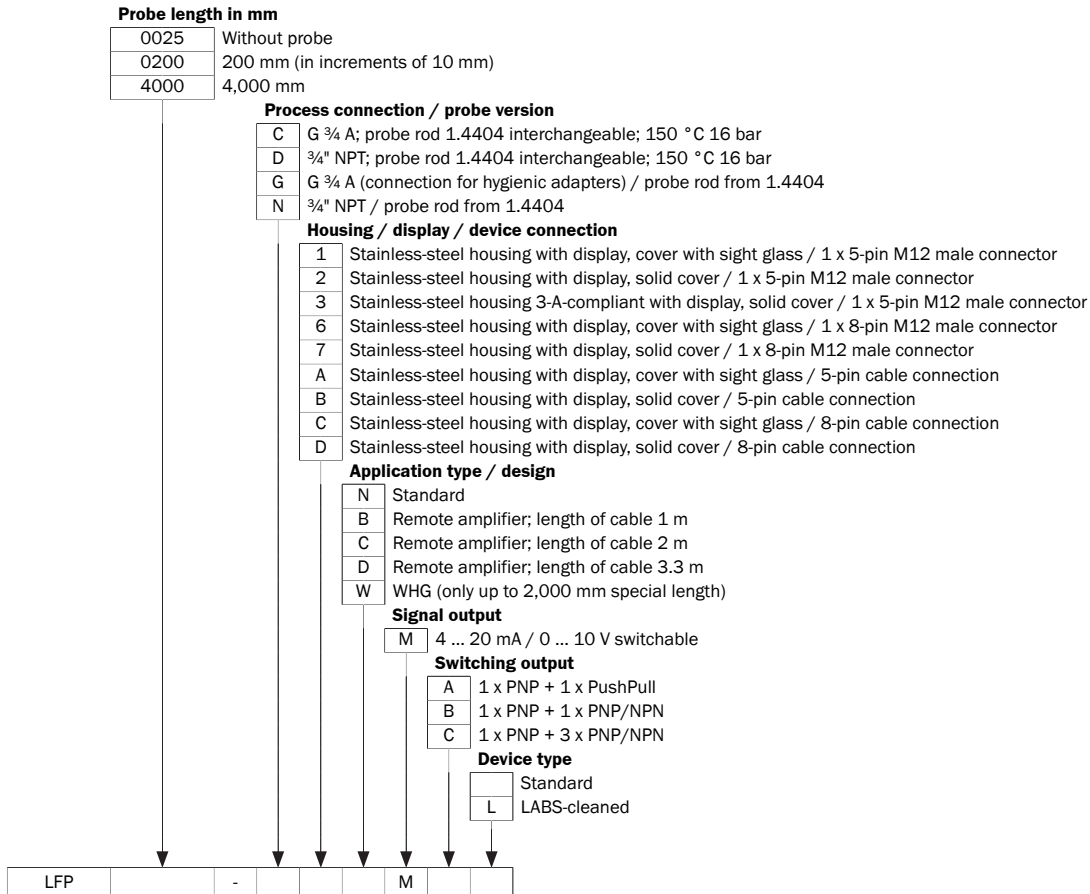 Probe length in mm
0025 Without probe
0200 200 mm (in increments of 10 mm)
4000 4,000 mm
Process connection / probe version
C G ¾ A; probe rod 1.4404 interchangeable; 150 °C 16 bar
D ¾" NPT; probe rod 1.4404 interchangeable; 150 °C 16 bar
G G ¾ A (connection for hygienic adapters) / probe rod from 1.4404
N ¾" NPT / probe rod from 1.4404
Housing / display / device connection
1 Stainless-steel housing with display, cover with sight glass / 1 x 5-pin M12 male connector
2 Stainless-steel housing with display, solid cover / 1 x 5-pin M12 male connector
3 Stainless-steel housing 3-A-compliant with display, solid cover / 1 x 5-pin M12 male connector
6 Stainless-steel housing with display, cover with sight glass / 1 x 8-pin M12 male connector
7 Stainless-steel housing with display, solid cover / 1 x 8-pin M12 male connector
A Stainless-steel housing with display, cover with sight glass / 5-pin cable connection
B Stainless-steel housing with display, solid cover / 5-pin cable connection
C Stainless-steel housing with display, cover with sight glass / 8-pin cable connection
D Stainless-steel housing with display, solid cover / 8-pin cable connection
Application type / design
N Standard
B Remote amplifier; length of cable 1 m
C Remote amplifier; length of cable 2 m
D Remote amplifier; length of cable 3.3 m
W WHG (only up to 2,000 mm special length)
Signal output
M 4 ... 20 mA / 0 ... 10 V switchable
Switching output
A 1 x PNP + 1 x PushPull
B 1 x PNP + 1 x PNP/NPN
C 1 x PNP + 3 x PNP/NPN
Device type
Standard
L LABS-cleaned
LFP - M